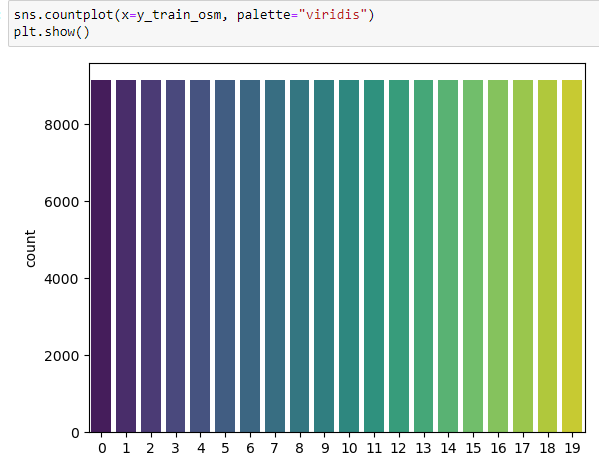 sns.countplot(x=y_train_osm, palette="viridis")
plt.show()
8000
6000
4000
2000
0
count
0 1 2 3 4 5 6 7 8 9 10 11 12 13 14 15 16 17 18 19